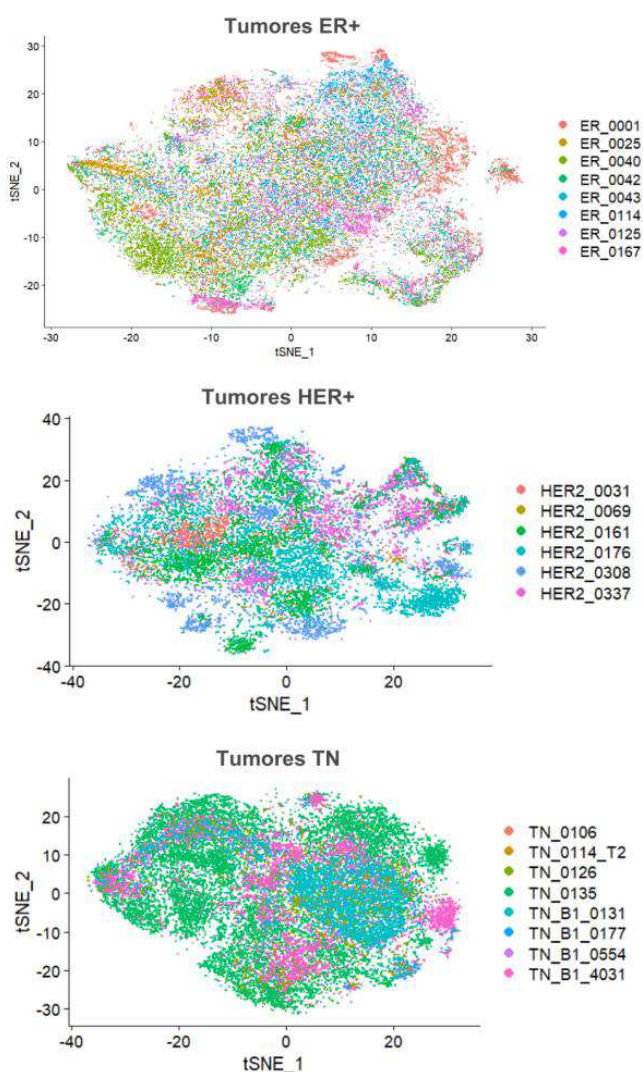 Tumores ER+
30
20
10
0
-10
-20
-30
-20
-10
0
10
20
30
tSNE_2
tSNE_1
ER_0001
ER_0025
ER_0040
ER_0042
ER_0043
ER_0114
ER_0125
ER_0167
Tumores HER+
40
20
0
-20
-40
-40
-20
0
20
tSNE_2
tSNE_1
HER2_0031
HER2_0069
HER2_0161
HER2_0176
HER2_0308
HER2_0337
Tumores TN
20
10
0
-10
-20
-30
-40
-20
0
20
tSNE_2
tSNE_1
TN_0106
TN_0114_T2
TN_0126
TN_0135
TN_B1_0131
TN_B1_0177
TN_B1_0554
TN_B1_4031